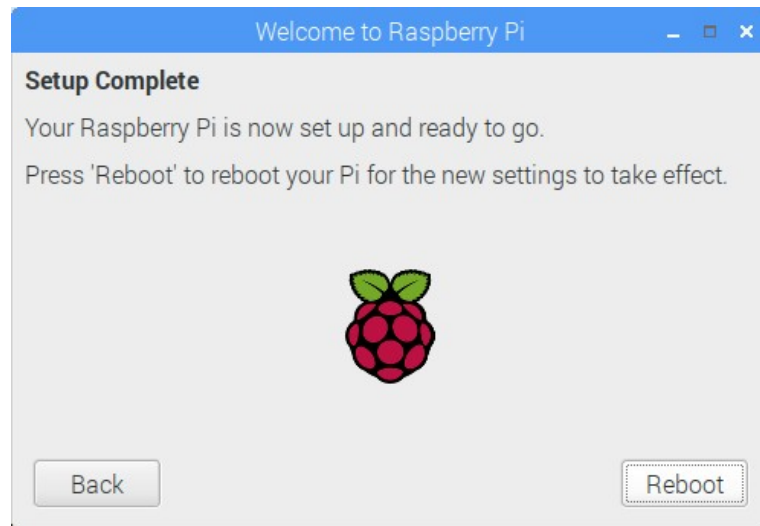 Welcome to Raspberry Pi
Setup Complete
Your Raspberry Pi is now set up and ready to go.
Press 'Reboot' to reboot your Pi for the new settings to take effect.
Back
Reboot